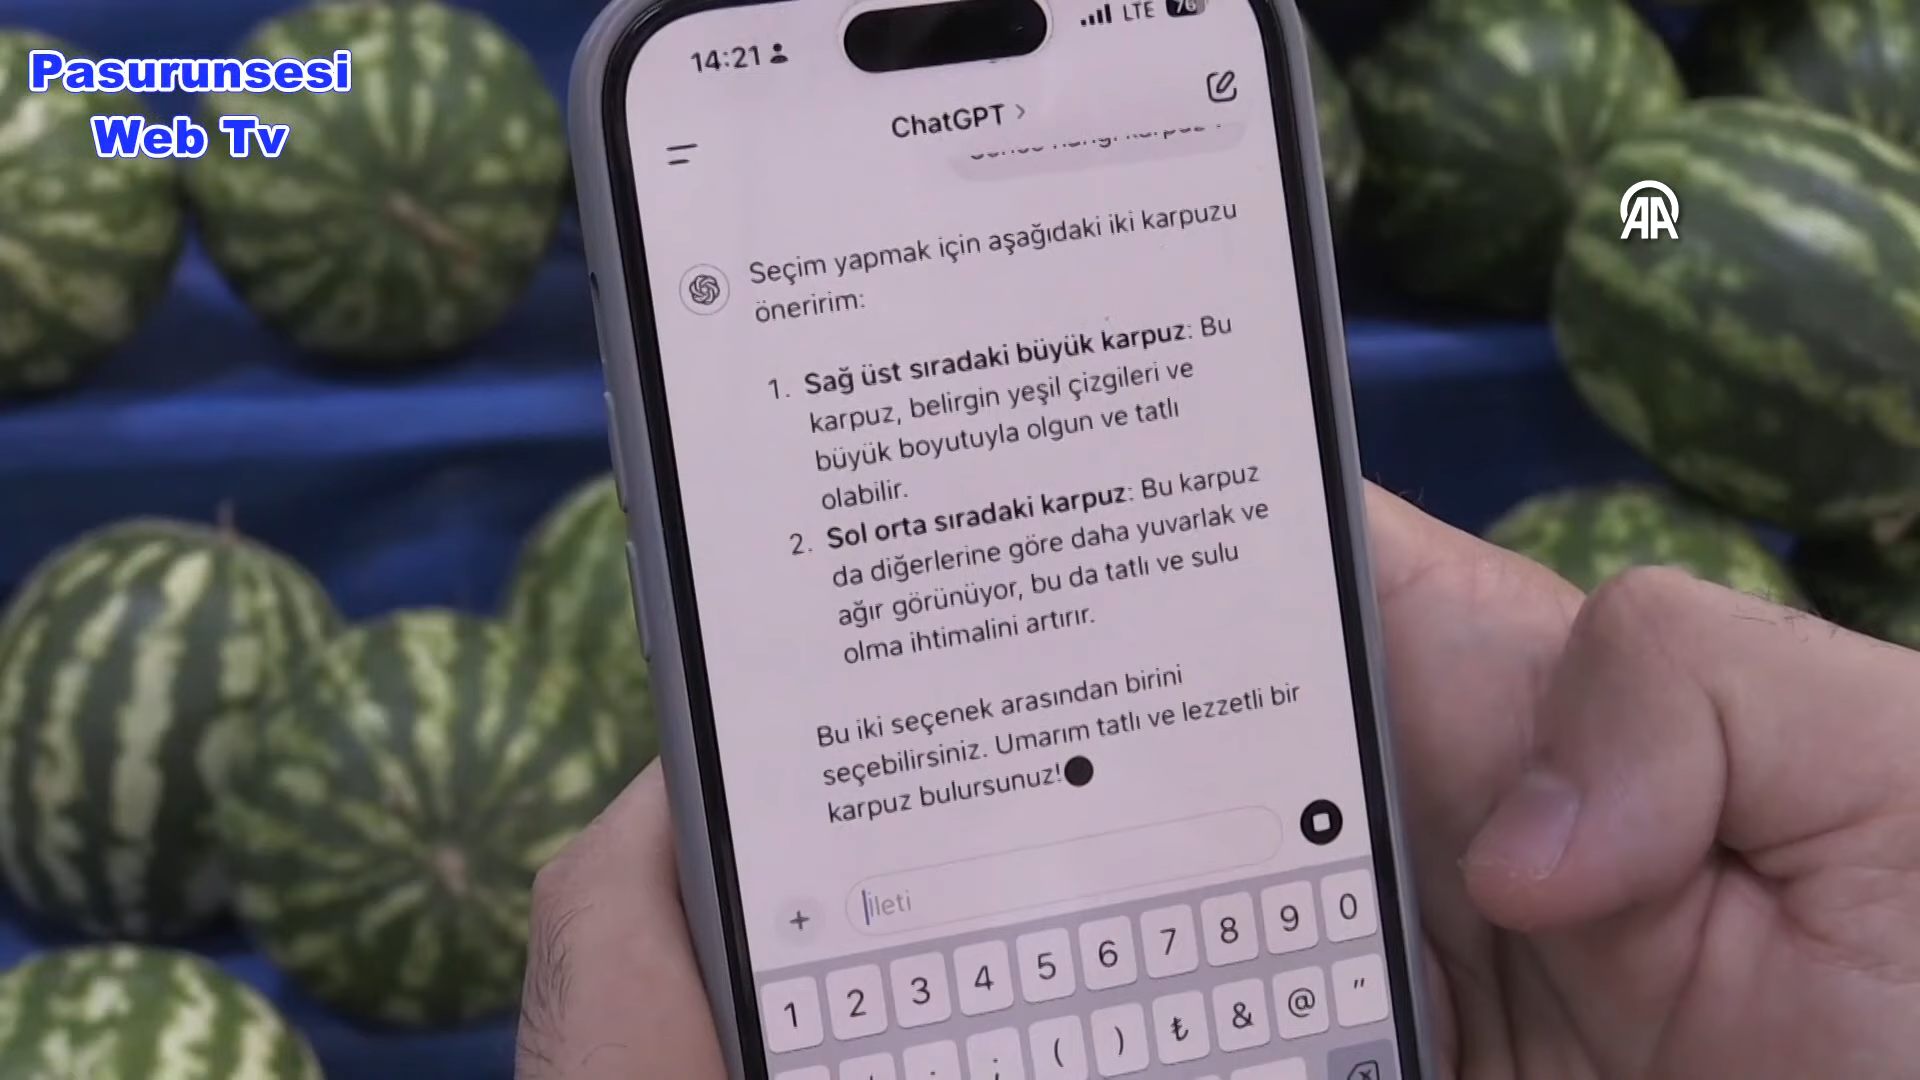 Pasurunsesi
Web Tv
AA
14:21
LTE
76
ChatGPT
Seçim yapmak için aşağıdaki iki karpuzu
öneririm:
1. Sağ üst sıradaki büyük karpuz: Bu
karpuz, belirgin yeşil çizgileri ve
büyük boyutuyla olgun ve tatlı
olabilir.
2. Sol orta sıradaki karpuz: Bu karpuz
da diğerlerine göre daha yuvarlak ve
ağır görünüyor, bu da tatlı ve sulu
olma ihtimalini artırır.
Bu iki seçenek arasından birini
seçebilirsiniz. Umarım tatlı ve lezzetli bir
karpuz bulursunuz!
İleti
1 2 3 4 5 6 7 8 9 0
; ( ) ₺ & @ "